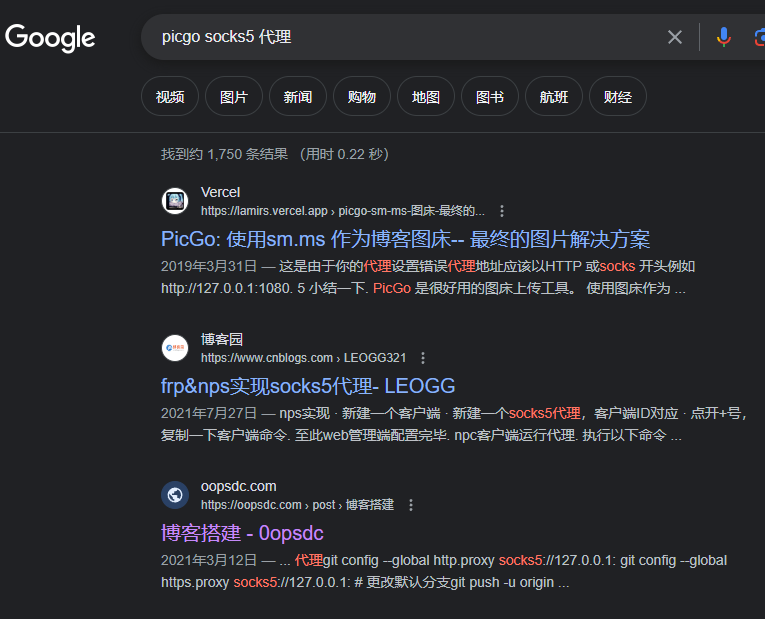 Google
picgo socks5 代理
视频 图片 新闻 购物 地图 图书 航班 财经
找到约 1,750 条结果 （用时 0.22 秒）
Vercel
https://lamirs.vercel.app › picgo-sm-ms-图床-最终的...
PicGo: 使用sm.ms 作为博客图床-- 最终的图片解决方案
2019年3月31日 — 这是由于你的代理设置错误代理地址应该以HTTP 或socks 开头例如
http://127.0.0.1:1080. 5 小结一下. PicGo 是很好用的图床上传工具。 使用图床作为 ...
博客园
https://www.cnblogs.com › LEOGG321
frp&nps实现socks5代理- LEOGG
2021年7月27日 — nps实现 · 新建一个客户端 · 新建一个socks5代理，客户端ID对应 · 点开+号，
复制一下客户端命令. 至此web管理端配置完毕. npc客户端运行代理. 执行以下命令 ...
oopsdc.com
https://oopsdc.com › post › 博客搭建
博客搭建 - 0opsdc
2021年3月12日 — ... 代理git config --global http.proxy socks5://127.0.0.1: git config --global
https.proxy socks5://127.0.0.1: # 更改默认分支git push -u origin ...